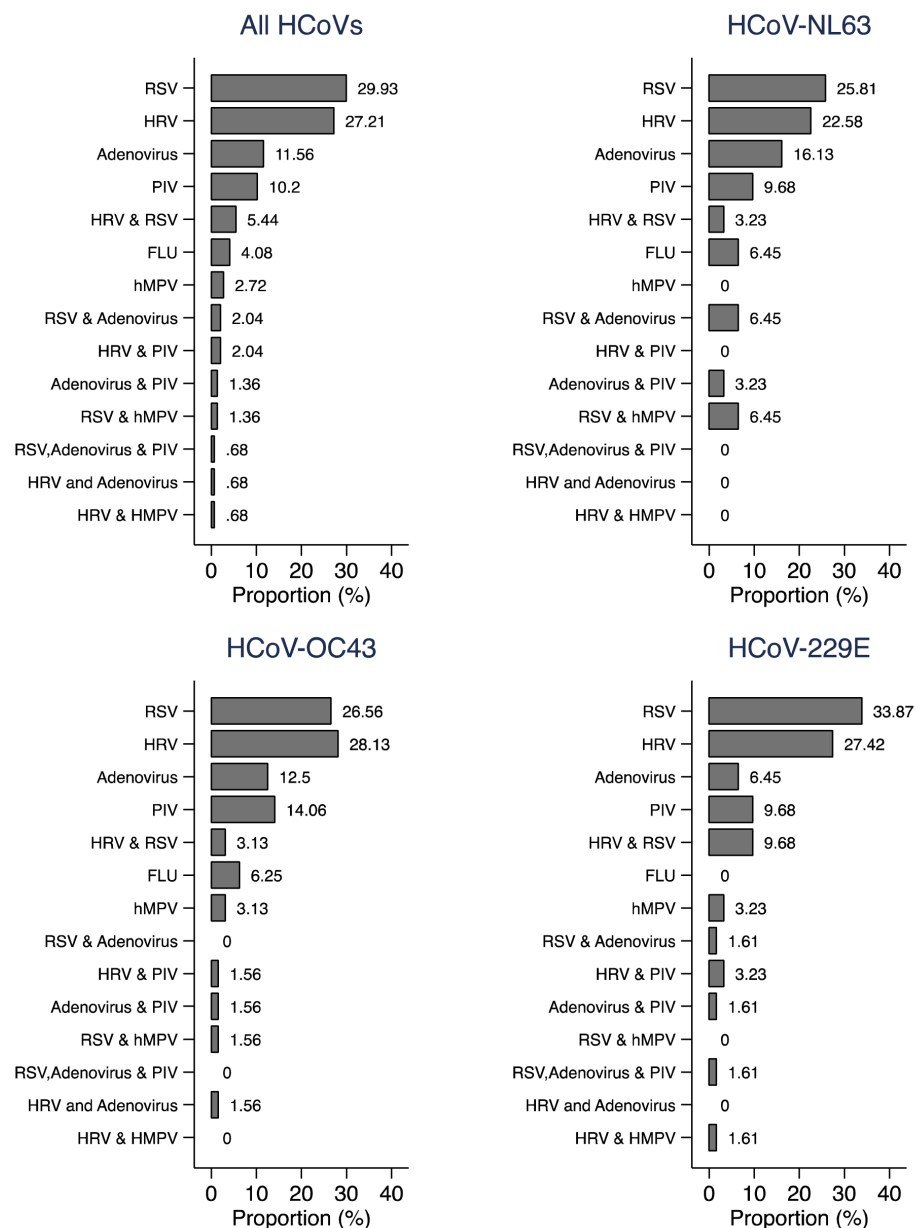 All HCoVs
RSV 29.93
HRV 27.21
Adenovirus 11.56
PIV 10.2
HRV & RSV 5.44
FLU 4.08
hMPV 2.72
RSV & Adenovirus 2.04
HRV & PIV 2.04
Adenovirus & PIV 1.36
RSV & hMPV 1.36
RSV,Adenovirus & PIV .68
HRV and Adenovirus .68
HRV & HMPV .68
0 10 20 30 40
Proportion (%)
HCoV-NL63
RSV 25.81
HRV 22.58
Adenovirus 16.13
PIV 9.68
HRV & RSV 3.23
FLU 6.45
hMPV 0
RSV & Adenovirus 6.45
HRV & PIV 0
Adenovirus & PIV 3.23
RSV & hMPV 6.45
RSV,Adenovirus & PIV 0
HRV and Adenovirus 0
HRV & HMPV 0
0 10 20 30 40
Proportion (%)
HCoV-OC43
RSV 26.56
HRV 28.13
Adenovirus 12.5
PIV 14.06
HRV & RSV 3.13
FLU 6.25
hMPV 3.13
RSV & Adenovirus 0
HRV & PIV 1.56
Adenovirus & PIV 1.56
RSV & hMPV 1.56
RSV,Adenovirus & PIV 0
HRV and Adenovirus 1.56
HRV & HMPV 0
0 10 20 30 40
Proportion (%)
HCoV-229E
RSV 33.87
HRV 27.42
Adenovirus 6.45
PIV 9.68
HRV & RSV 9.68
FLU 0
hMPV 3.23
RSV & Adenovirus 1.61
HRV & PIV 3.23
Adenovirus & PIV 1.61
RSV & hMPV 0
RSV,Adenovirus & PIV 1.61
HRV and Adenovirus 0
HRV & HMPV 1.61
0 10 20 30 40
Proportion (%)